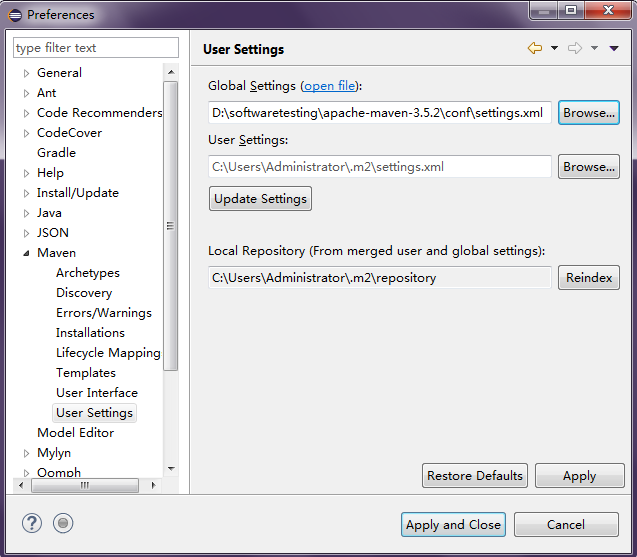 Preferences
type filter text
General
Ant
Code Recommenders
CodeCover
Gradle
Help
Install/Update
Java
JSON
Maven
Archetypes
Discovery
Errors/Warnings
Installations
Lifecycle Mapping
Templates
User Interface
User Settings
Model Editor
Mylyn
Oomph
User Settings
Global Settings (open file):
D:\softwaretesting\apache-maven-3.5.2\conf\settings.xml Browse...
User Settings:
C:\Users\Administrator\.m2\settings.xml Browse...
Update Settings
Local Repository (From merged user and global settings):
C:\Users\Administrator\.m2\repository Reindex
Restore Defaults Apply
Apply and Close Cancel